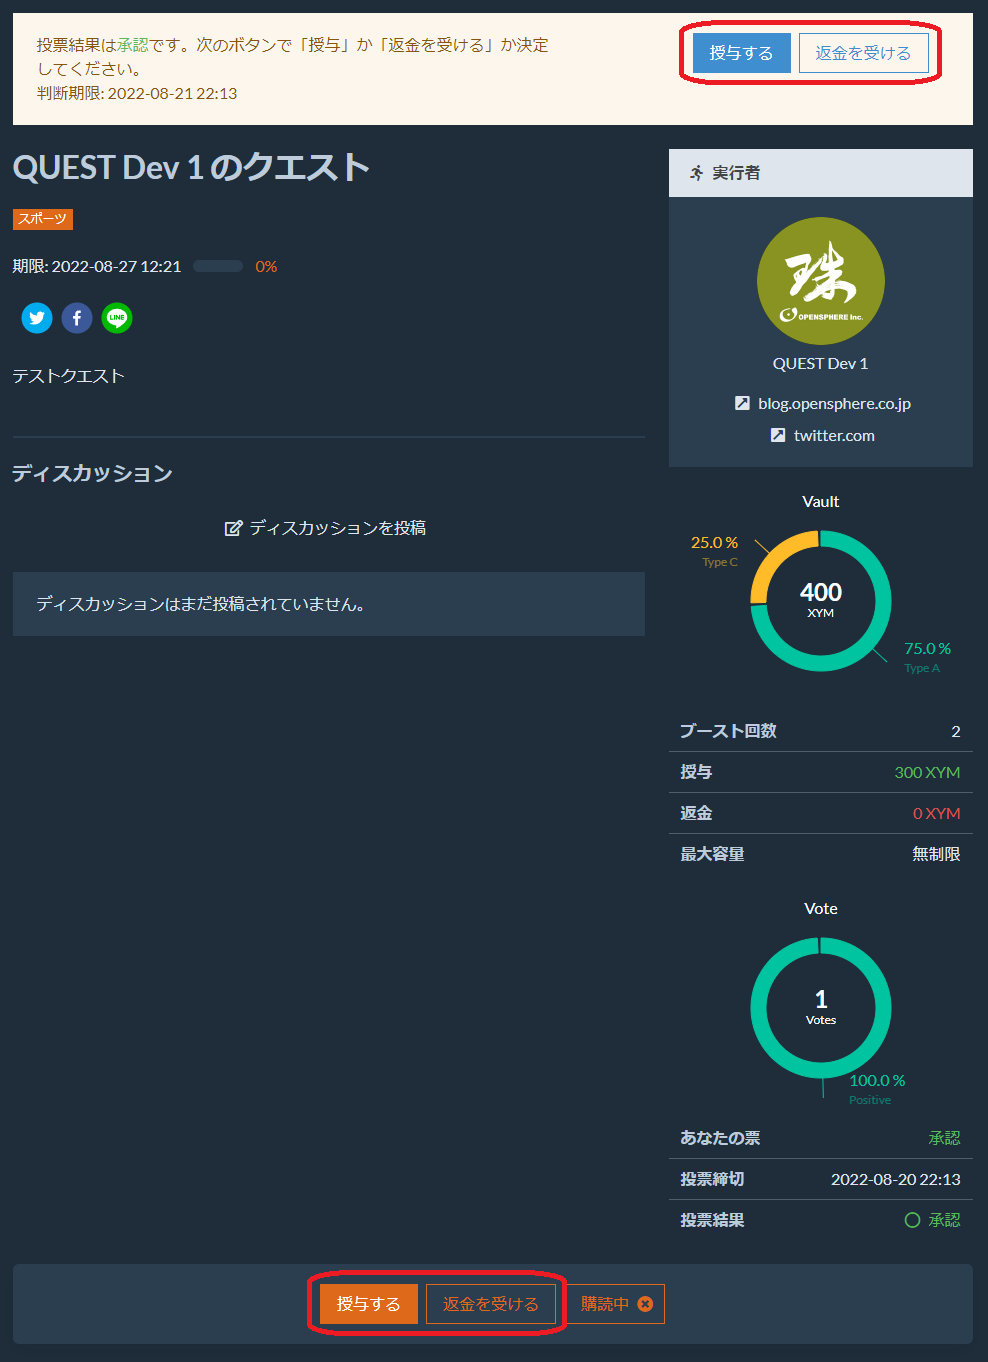 投票結果は承認です。次のボタンで「授与」か「返金を受ける」か決定
してください。
判断期限: 2022-08-21 22:13
授与する 返金を受ける
QUEST Dev 1 のクエスト
スポーツ
期限: 2022-08-27 12:21 0%
LINE
テストクエスト
ディスカッション
ディスカッションを投稿
ディスカッションはまだ投稿されていません。
実行者
珠
OPENSPHERE Inc.
QUEST Dev 1
blog.opensphere.co.jp
twitter.com
Vault
25.0 %
Type C
400
XYM
75.0 %
Type A
ブースト回数 2
授与 300 XYM
返金 0 XYM
最大容量 無制限
Vote
1
Votes
100.0 %
Positive
あなたの票 承認
投票締切 2022-08-20 22:13
投票結果 承認
授与する 返金を受ける 購読中